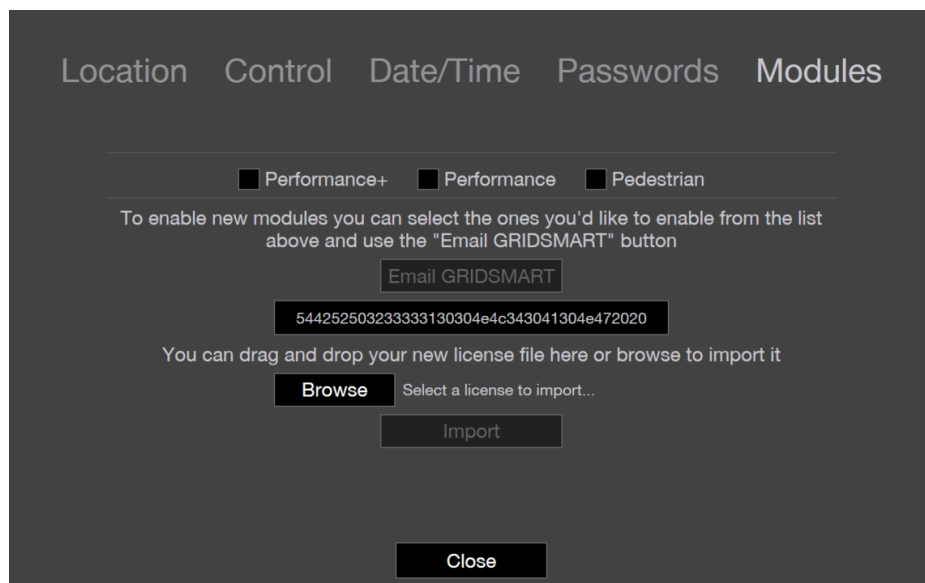 Location Control Date/Time Passwords Modules
Performance+ Performance Pedestrian
To enable new modules you can select the ones you'd like to enable from the list
above and use the "Email GRIDSMART" button
Email GRIDSMART
544252503233333130304e4c343041304e472020
You can drag and drop your new license file here or browse to import it
Browse Select a license to import...
Import
Close